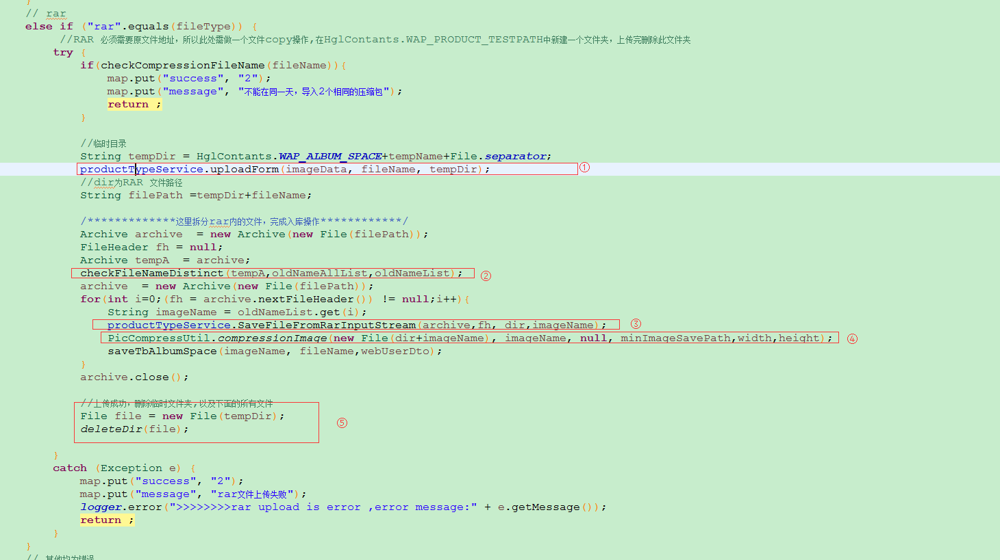 }
// rar
else if ("rar".equals(fileType)) {
//RAR 必须需要原文件地址，所以此处需做一个文件copy操作,在HglContants.WAP_PRODUCT_TESTPATH中新建一个文件夹，上传完删除此文件夹
try {
if(checkCompressionFileName(fileName)){
map.put("success", "2");
map.put("message", "不能在同一天，导入2个相同的压缩包");
return ;
}
//临时目录
String tempDir = HglContants.WAP_ALBUM_SPACE+tempName+File.separator;
productTypeService.uploadForm(imageData, fileName, tempDir); ①
//dir为RAR 文件路径
String filePath =tempDir+fileName;
/*************这里拆分rar内的文件，完成入库操作************/
Archive archive  = new Archive(new File(filePath));
FileHeader fh = null;
Archive tempA  = archive;
checkFileNameDistinct(tempA,oldNameAllList,oldNameList); ②
archive  = new Archive(new File(filePath));
for(int i=0;(fh = archive.nextFileHeader()) != null;i++){
String imageName = oldNameList.get(i);
productTypeService.SaveFileFromRarInputStream(archive,fh, dir,imageName); ③
PicCompressUtil.compressionImage(new File(dir+imageName), imageName, null, minImageSavePath,width,height); ④
saveTbAlbumSpace(imageName, fileName,webUserDto);
}
archive.close();
//上传成功，删除临时文件夹,以及下面的所有文件
File file = new File(tempDir);
deleteDir(file); ⑤
}
catch (Exception e) {
map.put("success", "2");
map.put("message", "rar文件上传失败");
logger.error(">>>>>>>>rar upload is error ,error message:" + e.getMessage());
return ;
}
}
// 其他均为错误